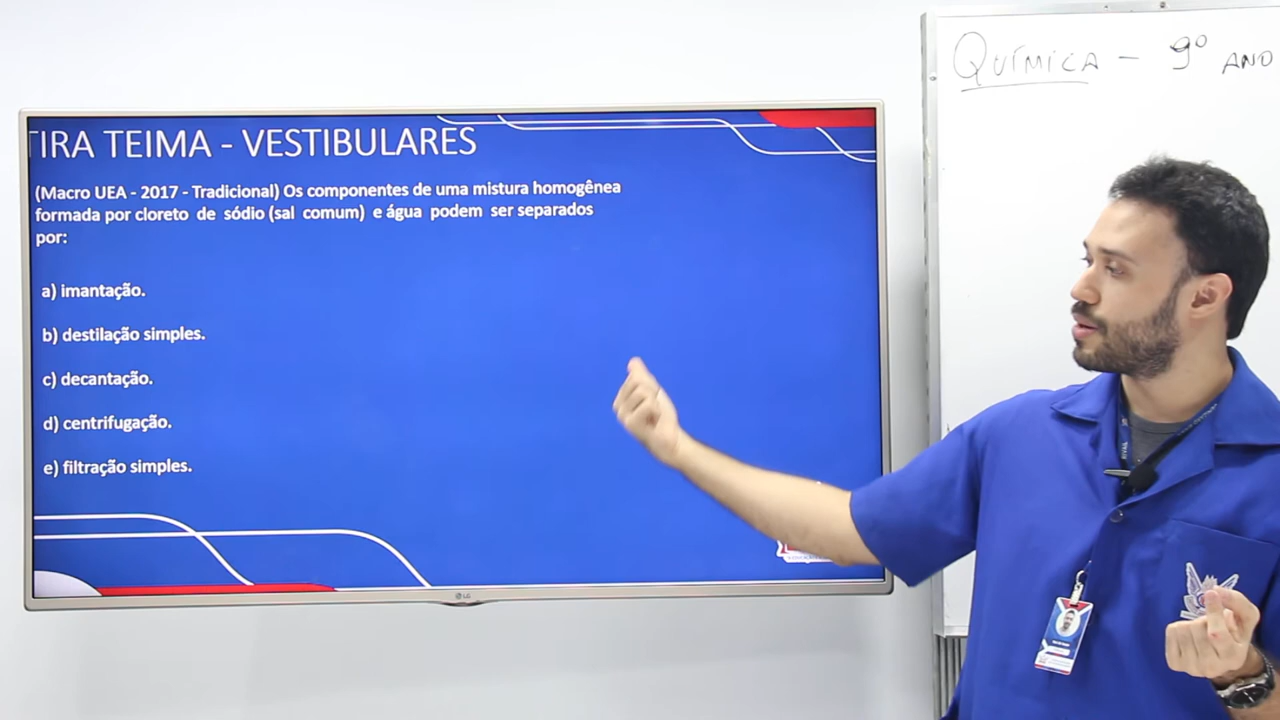 TIRA TEIMA - VESTIBULARES
(Macro UEA - 2017 - Tradicional) Os componentes de uma mistura homogênea
formada por cloreto de sódio (sal comum) e água podem ser separados
por:
a) imantação.
b) destilação simples.
c) decantação.
d) centrifugação.
e) filtração simples.
LG
QUÍMICA - 9º ANO